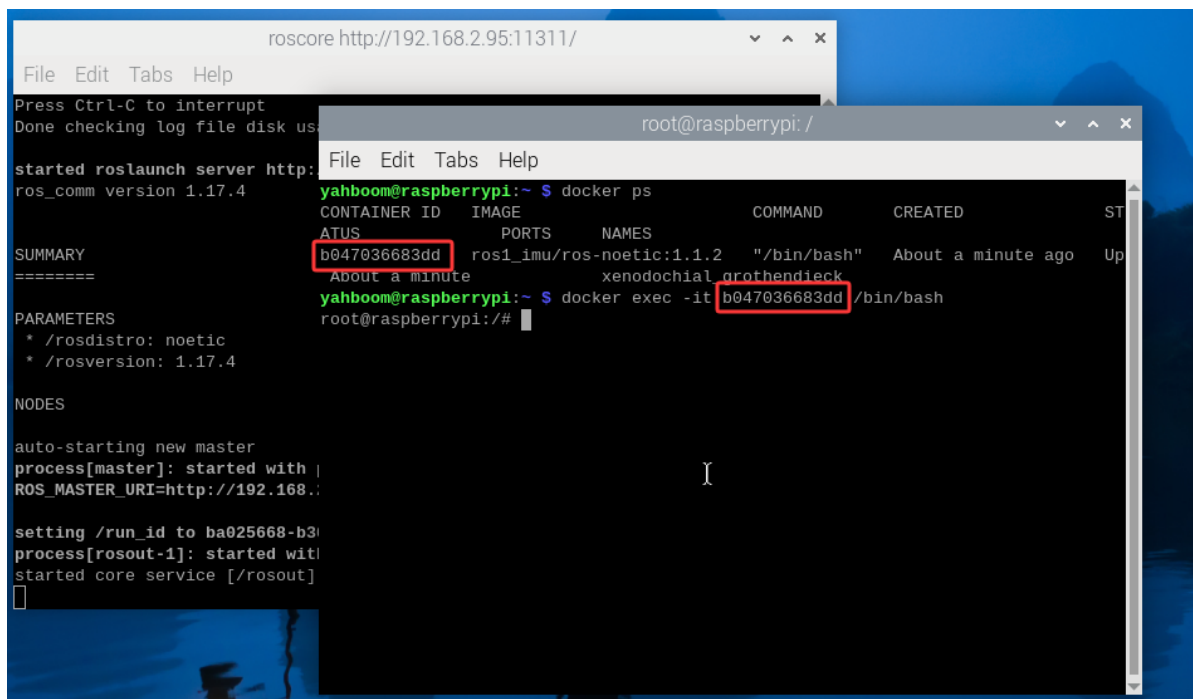 roscore http://192.168.2.95:11311/
File Edit Tabs Help
Press Ctrl-C to interrupt
Done checking log file disk
started roslaunch server
ros_comm version 1.17.4
SUMMARY
========
PARAMETERS
* /rosdistro: noetic
* /rosversion: 1.17.4
NODES
auto-starting new master
process[master]: started with
ROS_MASTER_URI=http://192.168.
setting /run_id to
process[rosout-1]: started
started core service [/rosout]
root@raspberrypi: /
File Edit Tabs Help
yahboom@raspberrypi:~ $ docker ps
CONTAINER ID IMAGE COMMAND CREATED ST
ATUS PORTS NAMES
b047036683dd ros1_imu/ros-noetic:1.1.2 "/bin/bash" About a minute ago Up
About a minute xenodochial_grothendieck
yahboom@raspberrypi:~ $ docker exec -it b047036683dd /bin/bash
root@raspberrypi:/#